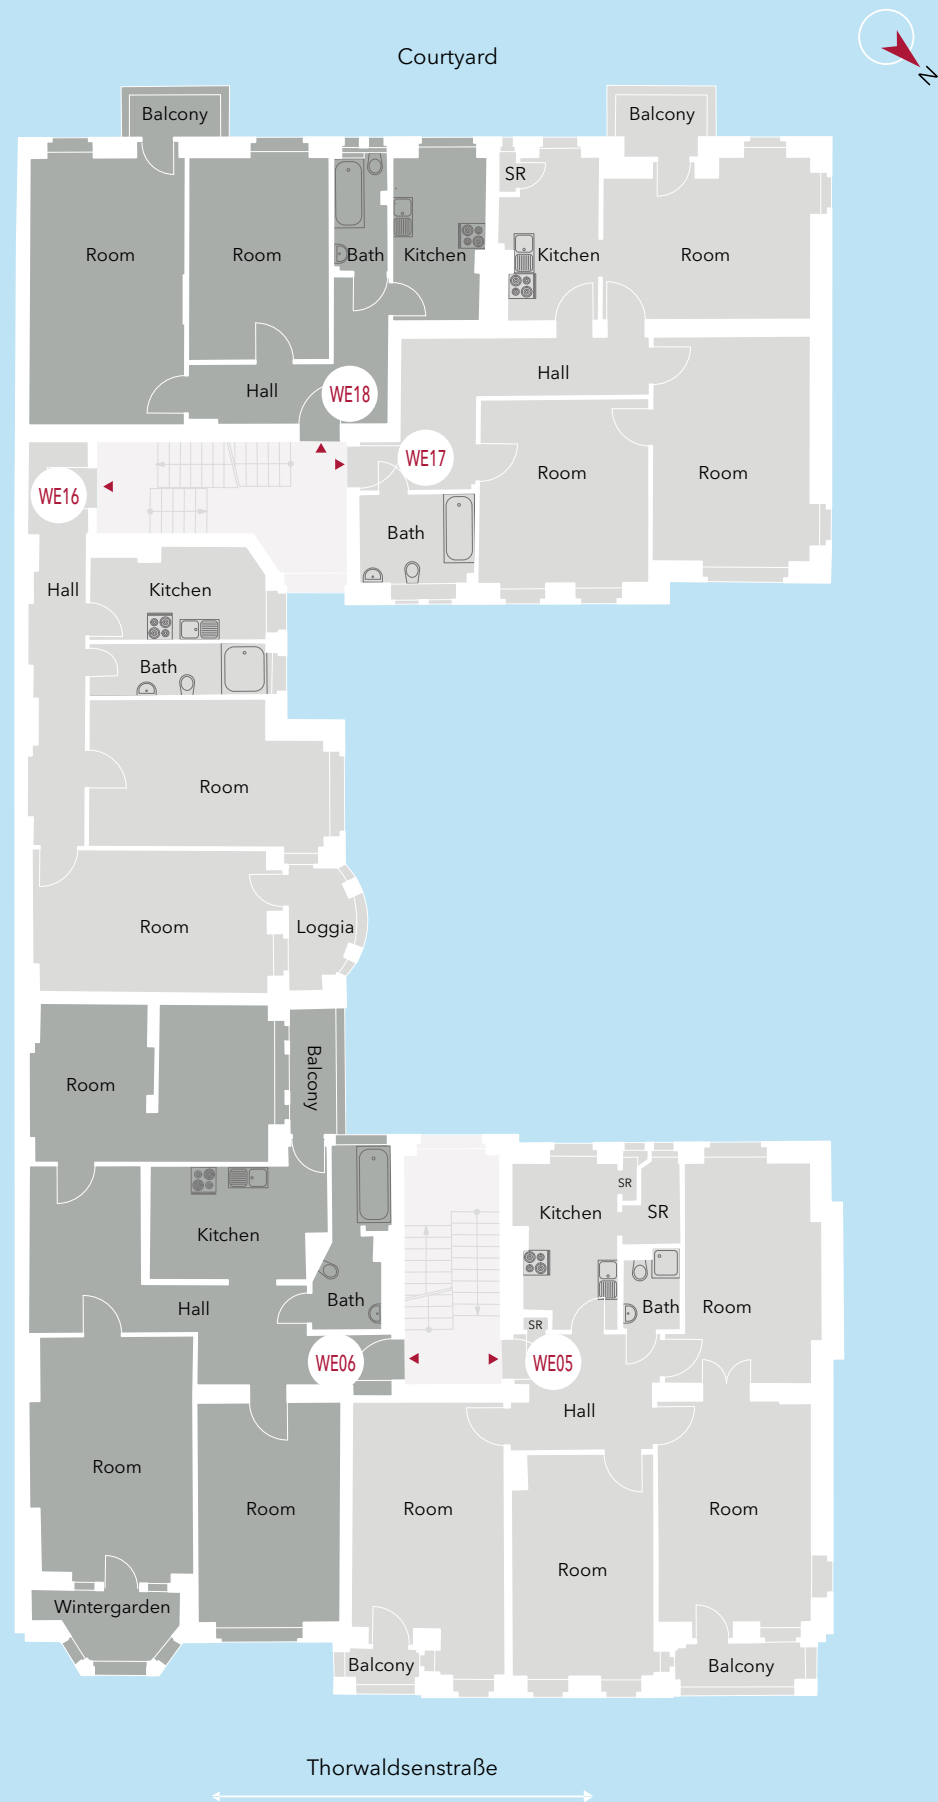 Courtyard
N
Balcony
Balcony
SR
Room
Room
Bath
Kitchen
Kitchen
Room
Hall
WE18
Hall
WE17
WE16
Room
Room
Bath
Hall
Kitchen
Bath
Room
Room
Loggia
Room
Balcony
SR
Kitchen
SR
Kitchen
Hall
Bath
Bath
Room
SR
WE06
WE05
Hall
Room
Room
Room
Room
Room
Wintergarden
Balcony
Balcony
Thorwaldsenstraße